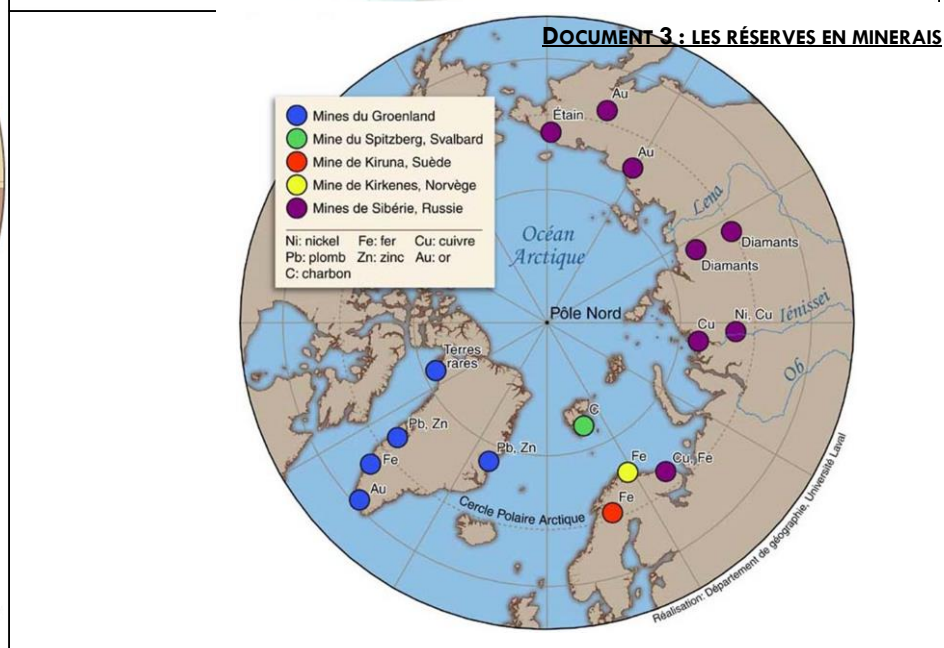 DOCUMENT 3 : LES RÉSERVES EN MINERAIS
Mines du Groenland
Mine du Spitzberg, Svalbard
Mine de Kiruna, Suède
Mine de Kirkenes, Norvège
Mines de Sibérie, Russie
Ni: nickel Fe: fer Cu: cuivre
Pb: plomb Zn: zinc Au: or
C: charbon
Au
Étain
Au
Lena
Diamants
Diamants
Océan
Arctique
Pôle Nord
Ni, Cu
Iénissei
Cu
Ob
Terres
rares
C
Pb, Zn
Pb, Zn
Fe
Fe
Cu, Fe
Au
Fe
Cercle Polaire Arctique
Réalisation: Département de géographie, Université Laval